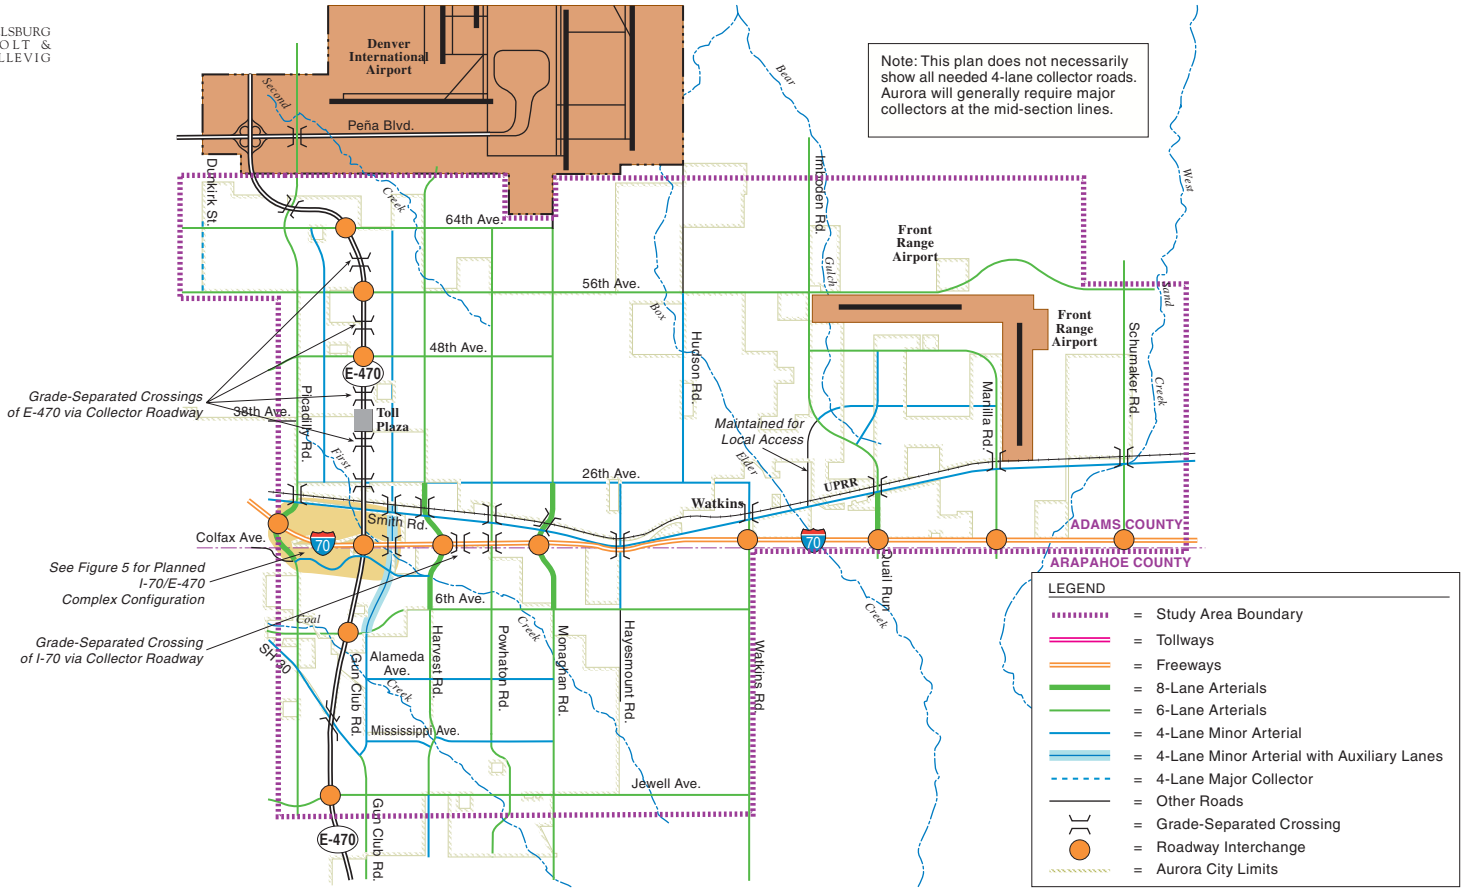 LSBURG
OLT &
LLEVIG
Denver
International
Airport
Note: This plan does not necessarily
show all needed 4-lane collector roads.
Aurora will generally require major
collectors at the mid-section lines.
Second
Creek
Peña Blvd.
Bear
Gulch
West
Sand
Creek
Dunkirk St.
Imboden Rd.
64th Ave.
Front
Range
Airport
56th Ave.
Box
Elder
Creek
Hudson Rd.
Front
Range
Airport
Schumaker Rd.
48th Ave.
E-470
Grade-Separated Crossings
of E-470 via Collector Roadway
38th Ave.
Picadilly Rd.
Toll
Plaza
Manilla Rd.
Maintained for
Local Access
First
Creek
26th Ave.
UPRR
Watkins
Smith Rd.
Colfax Ave.
70
70
ADAMS COUNTY
ARAPAHOE COUNTY
See Figure 5 for Planned
I-70/E-470
Complex Configuration
Quail Run
6th Ave.
Coal
Creek
Grade-Separated Crossing
of I-70 via Collector Roadway
SH 30
Gun Club Rd.
Alameda
Ave.
Harvest Rd.
Powhaton Rd.
Monaghan Rd.
Hayesmount Rd.
Watkins Rd.
Mississippi Ave.
Jewell Ave.
Gun Club Rd.
E-470
LEGEND
= Study Area Boundary
= Tollways
= Freeways
= 8-Lane Arterials
= 6-Lane Arterials
= 4-Lane Minor Arterial
= 4-Lane Minor Arterial with Auxiliary Lanes
= 4-Lane Major Collector
= Other Roads
= Grade-Separated Crossing
= Roadway Interchange
= Aurora City Limits